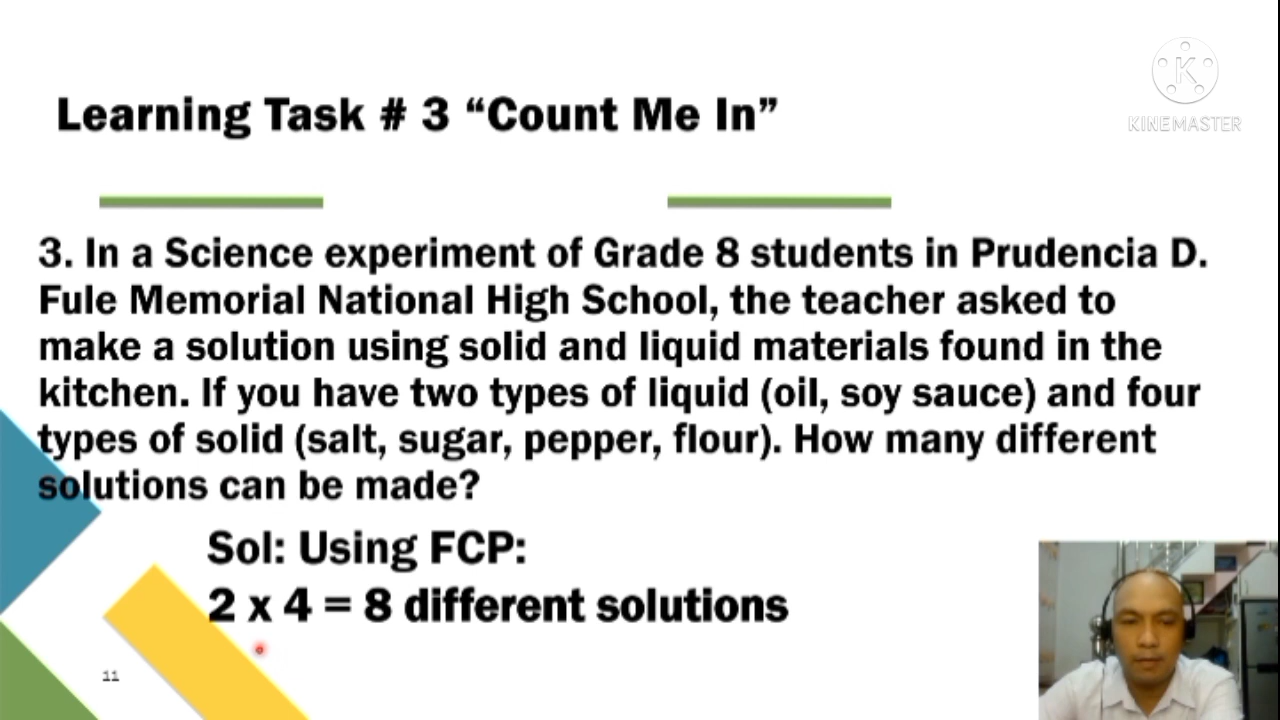 KINEMASTER
Learning Task # 3 “Count Me In”
3. In a Science experiment of Grade 8 students in Prudencia D.
Fule Memorial National High School, the teacher asked to
make a solution using solid and liquid materials found in the
kitchen. If you have two types of liquid (oil, soy sauce) and four
types of solid (salt, sugar, pepper, flour). How many different
solutions can be made?
Sol: Using FCP:
2 x 4 = 8 different solutions
11